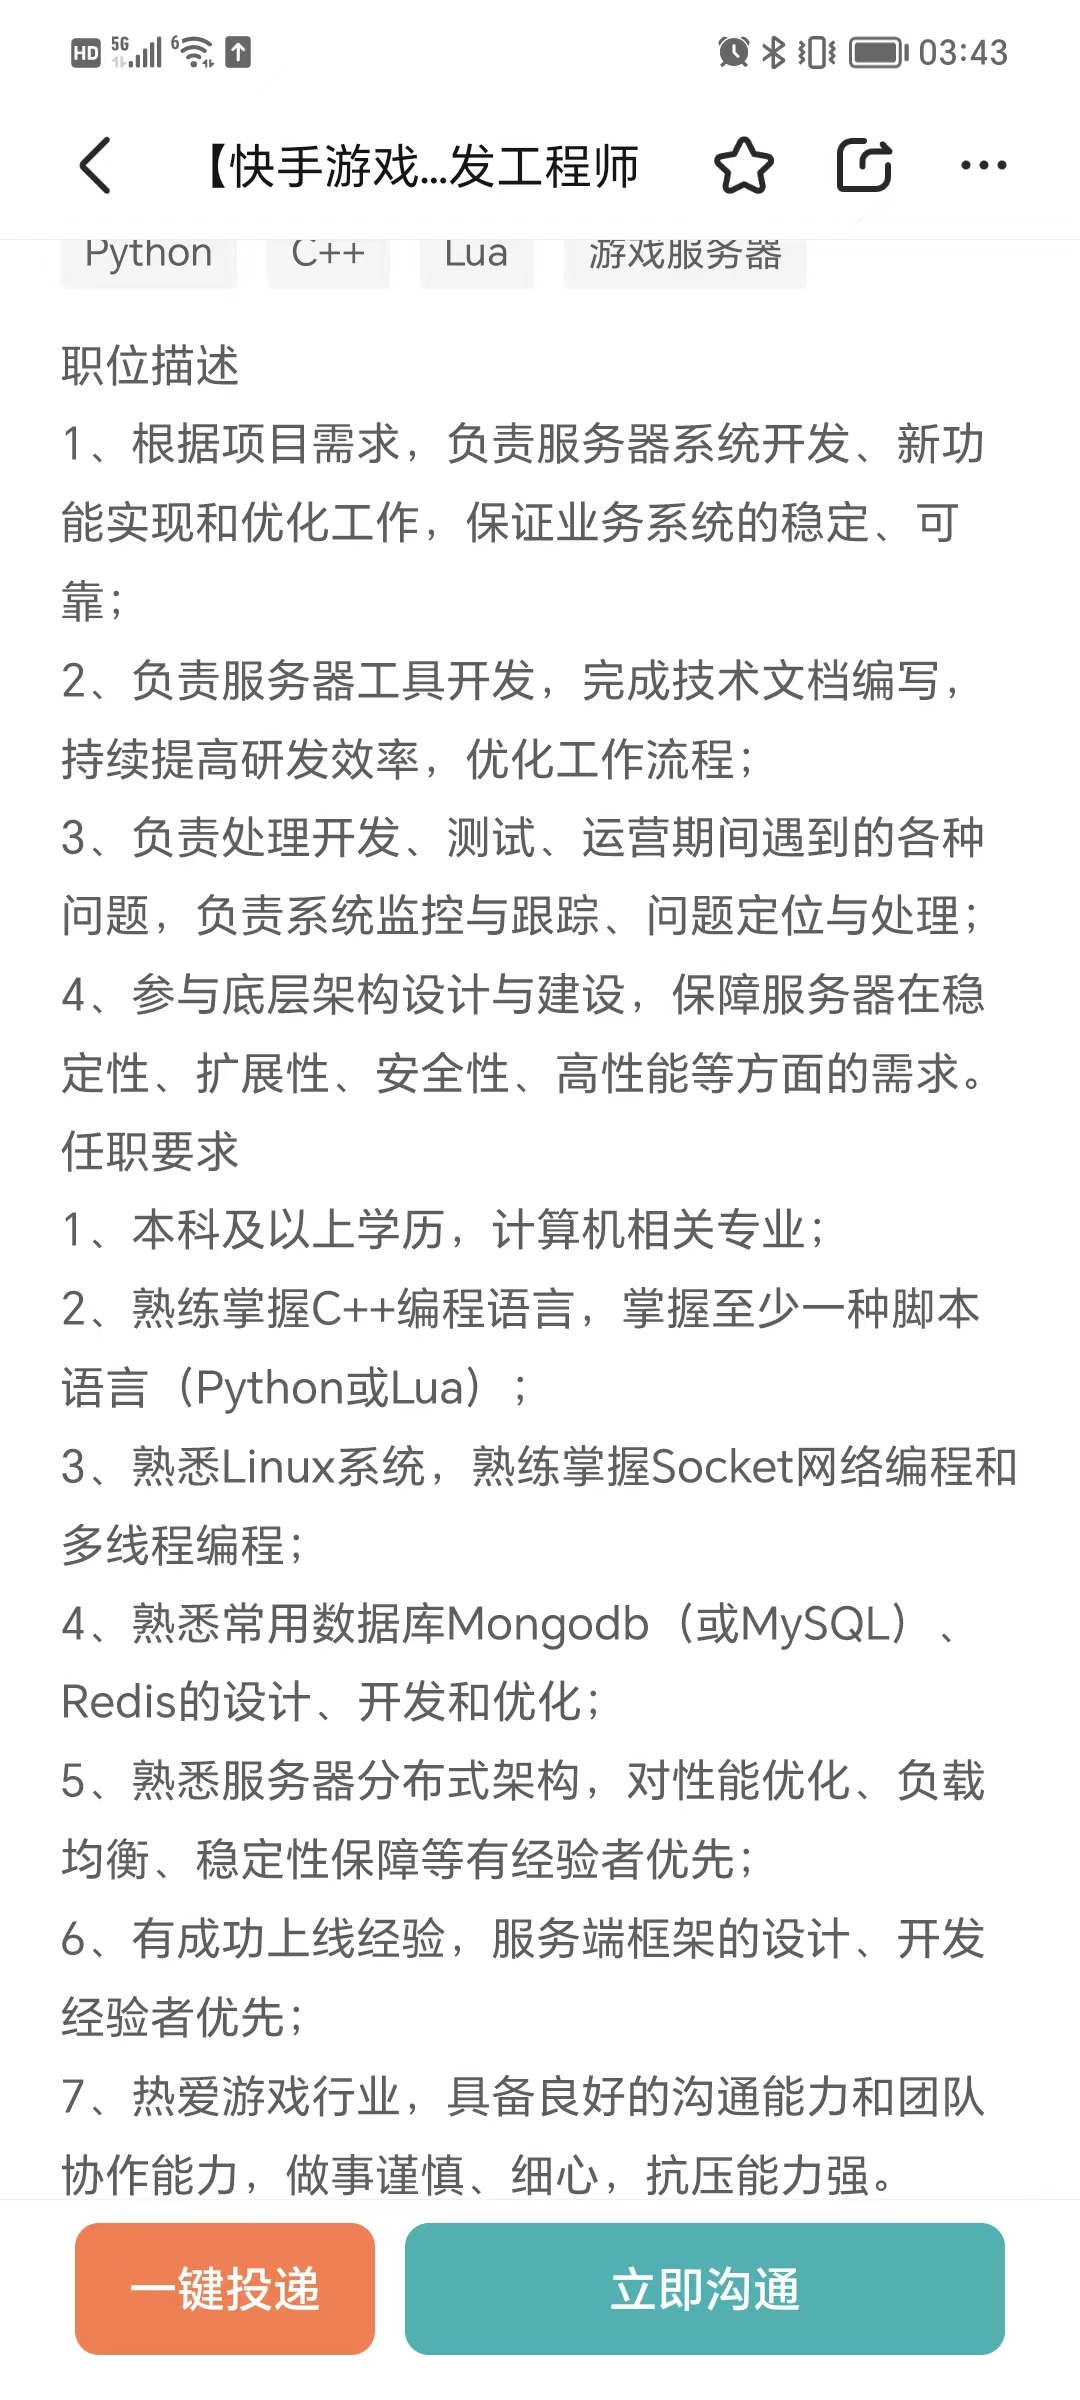 HD 5G 6 03:43
【快手游戏...发工程师
Python C++ Lua 游戏服务器
职位描述
1、根据项目需求，负责服务器系统开发、新功
能实现和优化工作，保证业务系统的稳定、可
靠；
2、负责服务器工具开发，完成技术文档编写，
持续提高研发效率，优化工作流程；
3、负责处理开发、测试、运营期间遇到的各种
问题，负责系统监控与跟踪、问题定位与处理；
4、参与底层架构设计与建设，保障服务器在稳
定性、扩展性、安全性、高性能等方面的需求。
任职要求
1、本科及以上学历，计算机相关专业；
2、熟练掌握C++编程语言，掌握至少一种脚本
语言（Python或Lua）；
3、熟悉Linux系统，熟练掌握Socket网络编程和
多线程编程；
4、熟悉常用数据库Mongodb（或MySQL）、
Redis的设计、开发和优化；
5、熟悉服务器分布式架构，对性能优化、负载
均衡、稳定性保障等有经验者优先；
6、有成功上线经验，服务端框架的设计、开发
经验者优先；
7、热爱游戏行业，具备良好的沟通能力和团队
协作能力，做事谨慎、细心，抗压能力强。
一键投递 立即沟通